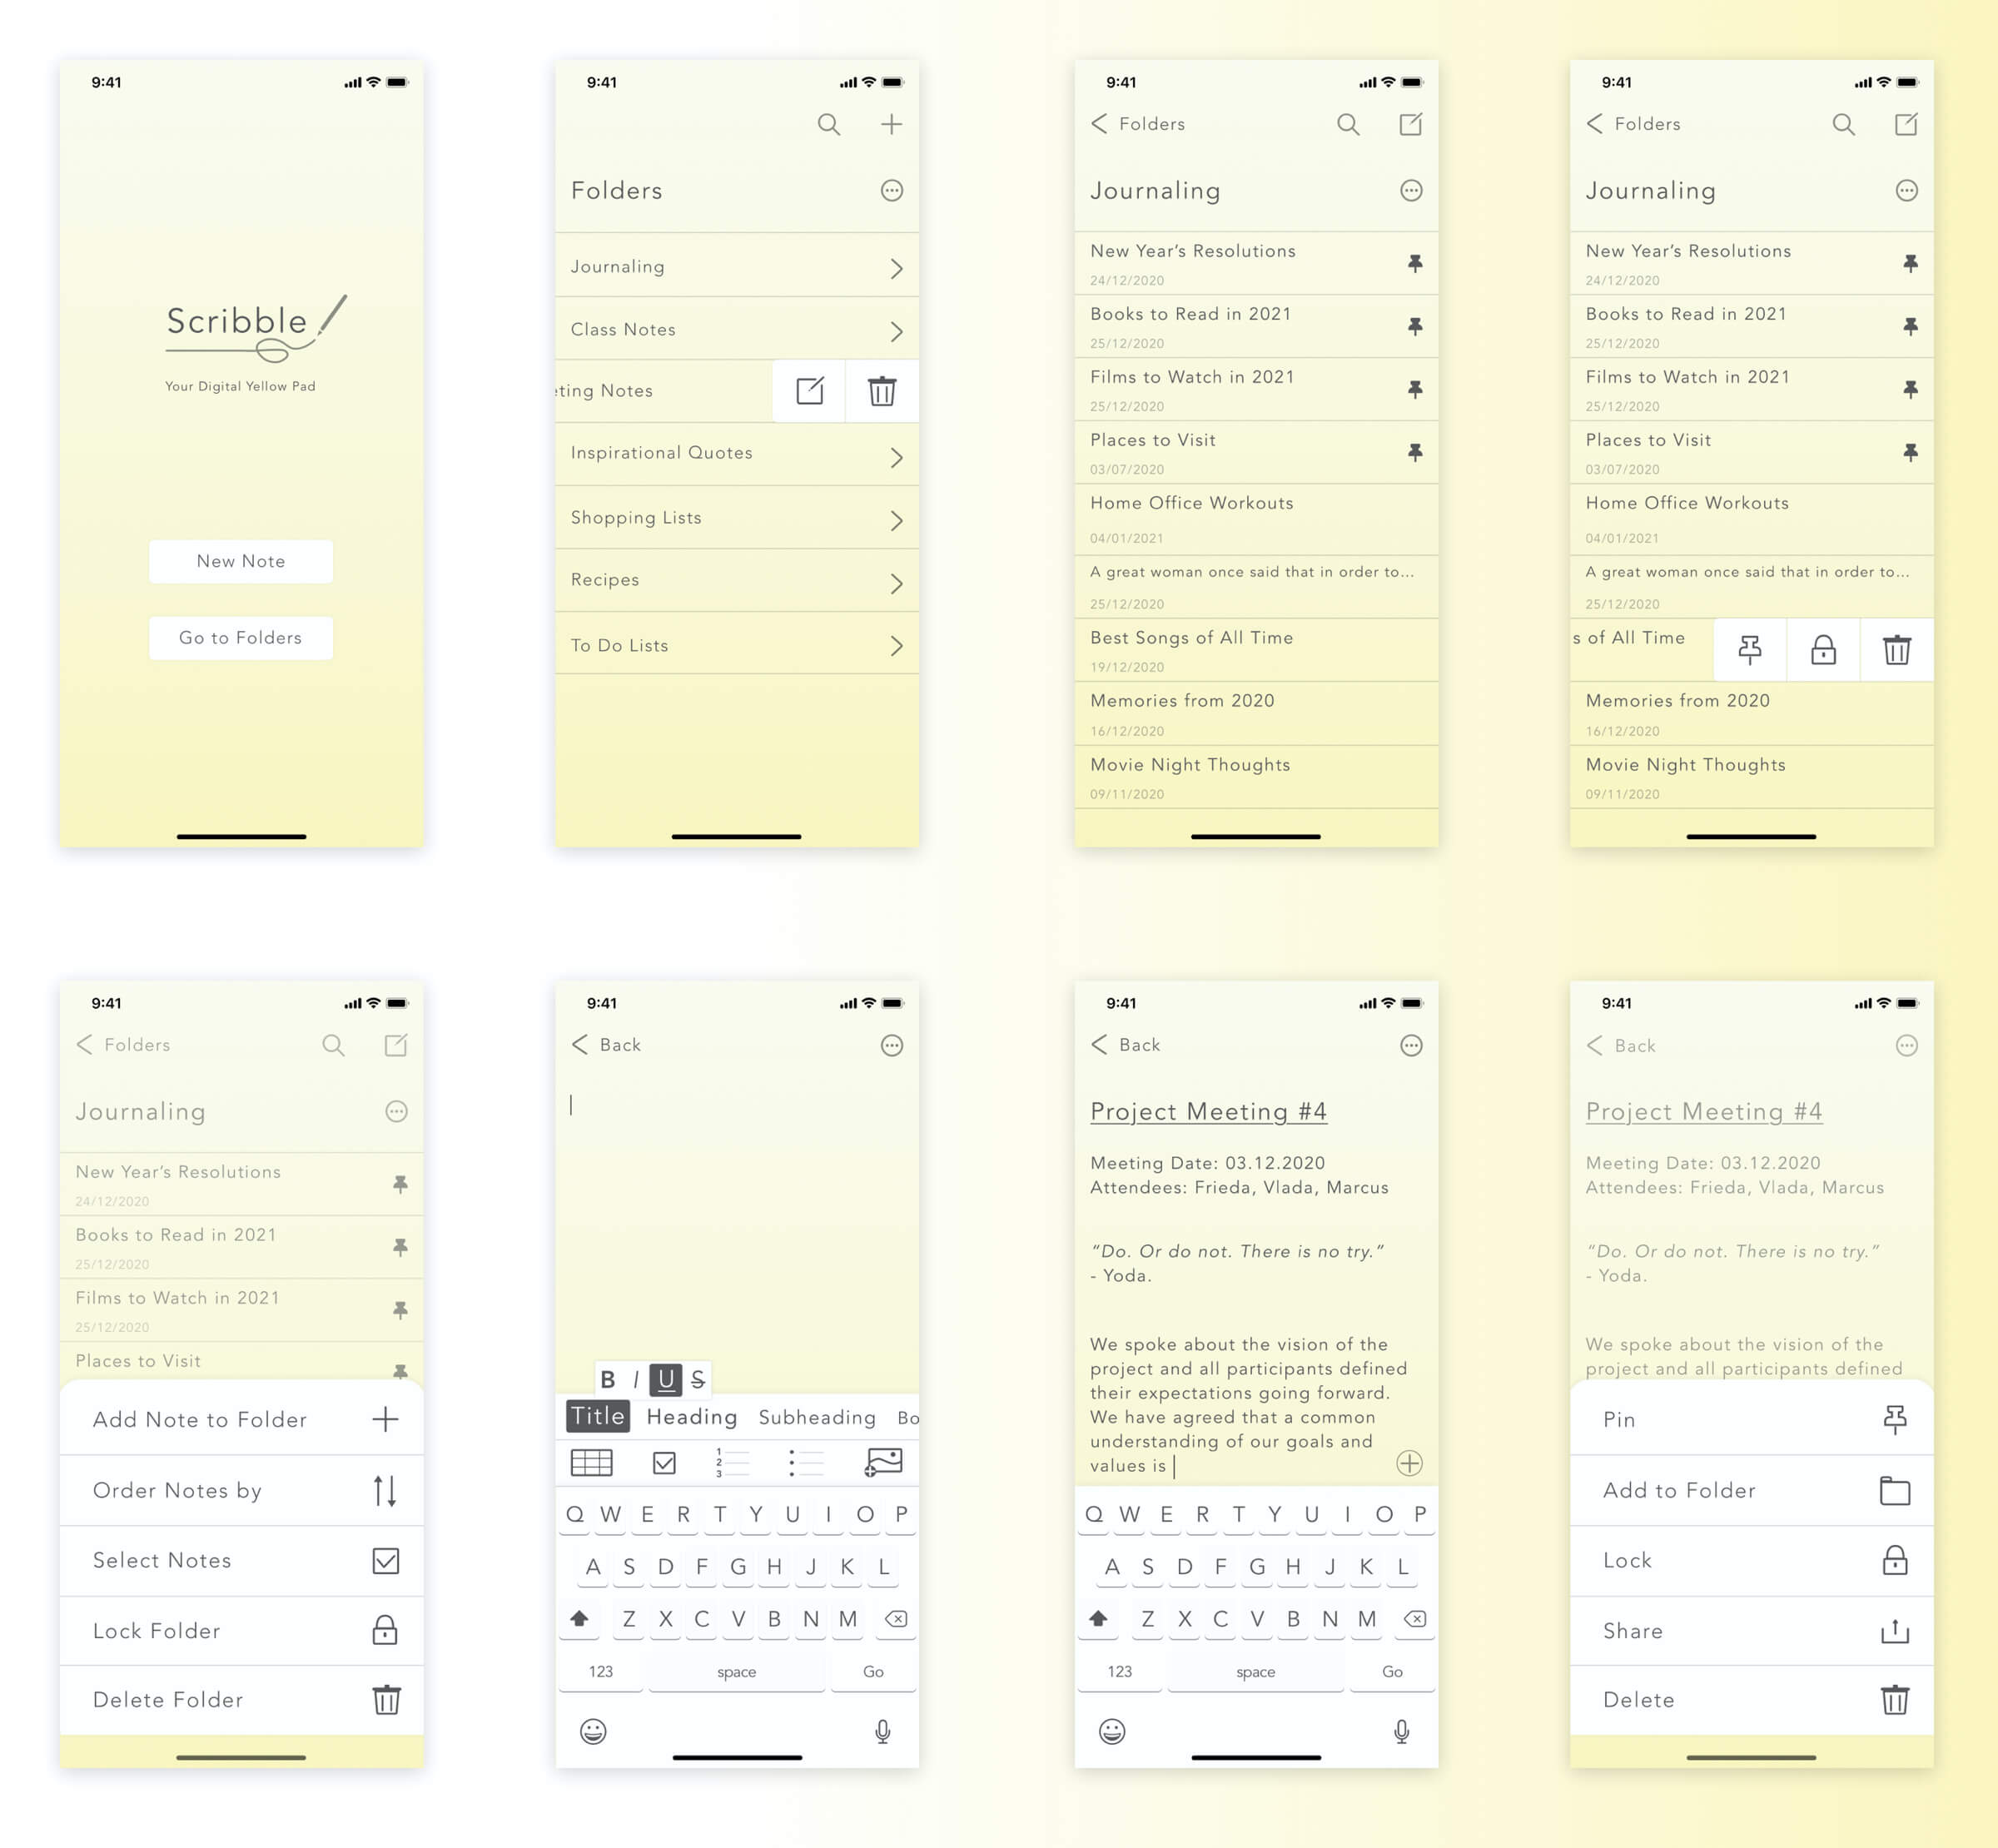 9:41
Scribble
Your Digital Yellow Pad
New Note
Go to Folders
9:41
Folders
Journaling
Class Notes
ting Notes
Inspirational Quotes
Shopping Lists
Recipes
To Do Lists
9:41
Folders
Journaling
New Year’s Resolutions
24/12/2020
Books to Read in 2021
25/12/2020
Films to Watch in 2021
25/12/2020
Places to Visit
03/07/2020
Home Office Workouts
04/01/2021
A great woman once said that in order to...
25/12/2020
Best Songs of All Time
19/12/2020
Memories from 2020
16/12/2020
Movie Night Thoughts
09/11/2020
9:41
Folders
Journaling
New Year’s Resolutions
24/12/2020
Books to Read in 2021
25/12/2020
Films to Watch in 2021
25/12/2020
Places to Visit
03/07/2020
Home Office Workouts
04/01/2021
A great woman once said that in order to...
25/12/2020
s of All Time
Memories from 2020
16/12/2020
Movie Night Thoughts
09/11/2020
9:41
Folders
Journaling
New Year’s Resolutions
24/12/2020
Books to Read in 2021
25/12/2020
Films to Watch in 2021
25/12/2020
Places to Visit
Add Note to Folder
Order Notes by
Select Notes
Lock Folder
Delete Folder
9:41
Back
B I U S
Title Heading Subheading Bo
1
2
3
Q W E R T Y U I O P
A S D F G H J K L
Z X C V B N M
123 space Go
9:41
Back
Project Meeting #4
Meeting Date: 03.12.2020
Attendees: Frieda, Vlada, Marcus
“Do. Or do not. There is no try.”
- Yoda.
We spoke about the vision of the
project and all participants defined
their expectations going forward.
We have agreed that a common
understanding of our goals and
values is
Q W E R T Y U I O P
A S D F G H J K L
Z X C V B N M
123 space Go
9:41
Back
Project Meeting #4
Meeting Date: 03.12.2020
Attendees: Frieda, Vlada, Marcus
“Do. Or do not. There is no try.”
- Yoda.
We spoke about the vision of the
project and all participants defined
Pin
Add to Folder
Lock
Share
Delete